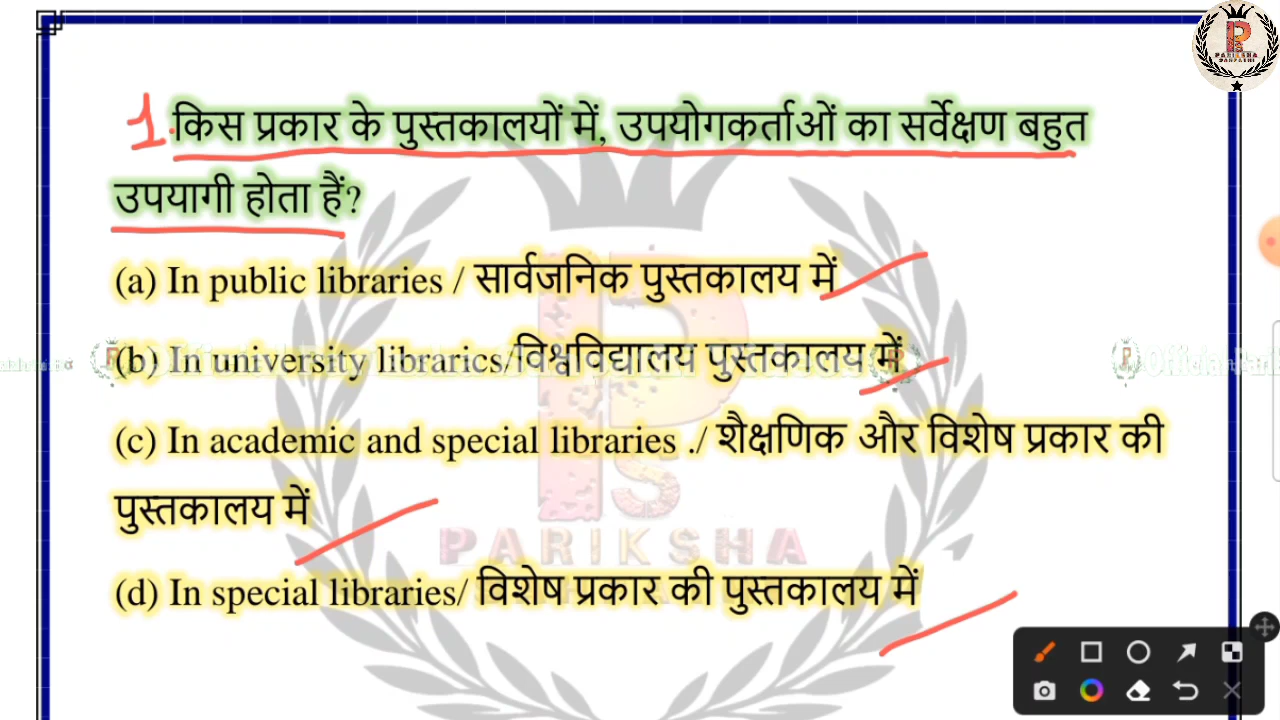 PARIKSHA
1. किस प्रकार के पुस्तकालयों में, उपयोगकर्ताओं का सर्वेक्षण बहुत
उपयागी होता हैं?
(a) In public libraries / सार्वजनिक पुस्तकालय में
(b) In university librarics/विश्वविद्यालय पुस्तकालय में
(c) In academic and special libraries ./ शैक्षणिक और विशेष प्रकार की
पुस्तकालय में
PARIKSHA
(d) In special libraries/ विशेष प्रकार की पुस्तकालय में